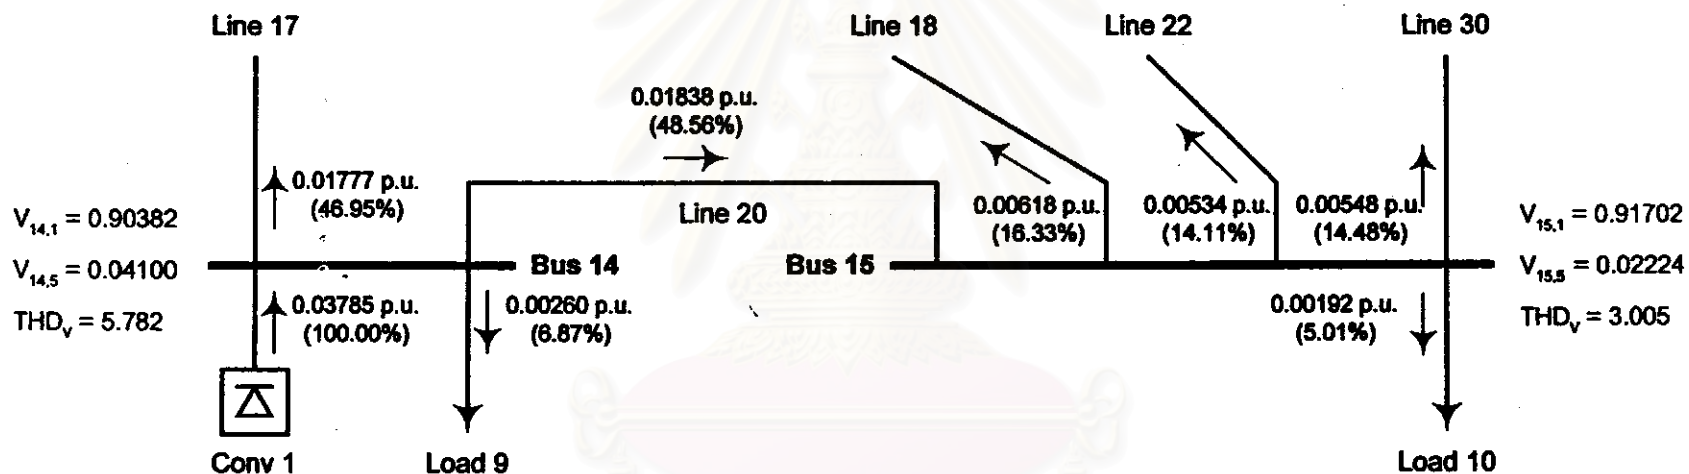 Line 17
Line 18
Line 22
Line 30
0.01838 p.u.
(48.56%)
0.01777 p.u.
(46.95%)
Line 20
0.00618 p.u.
(16.33%)
0.00534 p.u.
(14.11%)
0.00548 p.u.
(14.48%)
V14,1 = 0.90382
V14,5 = 0.04100
THDv = 5.782
Bus 14
Bus 15
V15,1 = 0.91702
V15,5 = 0.02224
THDv = 3.005
0.03785 p.u.
(100.00%)
0.00260 p.u.
(6.87%)
0.00192 p.u.
(5.01%)
Conv 1
Load 9
Load 10